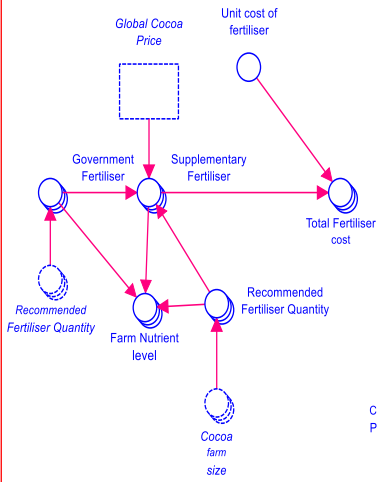 Global Cocoa
Price
Unit cost of
fertiliser
Government
Fertiliser
Supplementary
Fertiliser
Total Fertiliser
cost
Recommended
Fertiliser Quantity
Farm Nutrient
level
Recommended
Fertiliser Quantity
Cocoa
farm
size
C
P